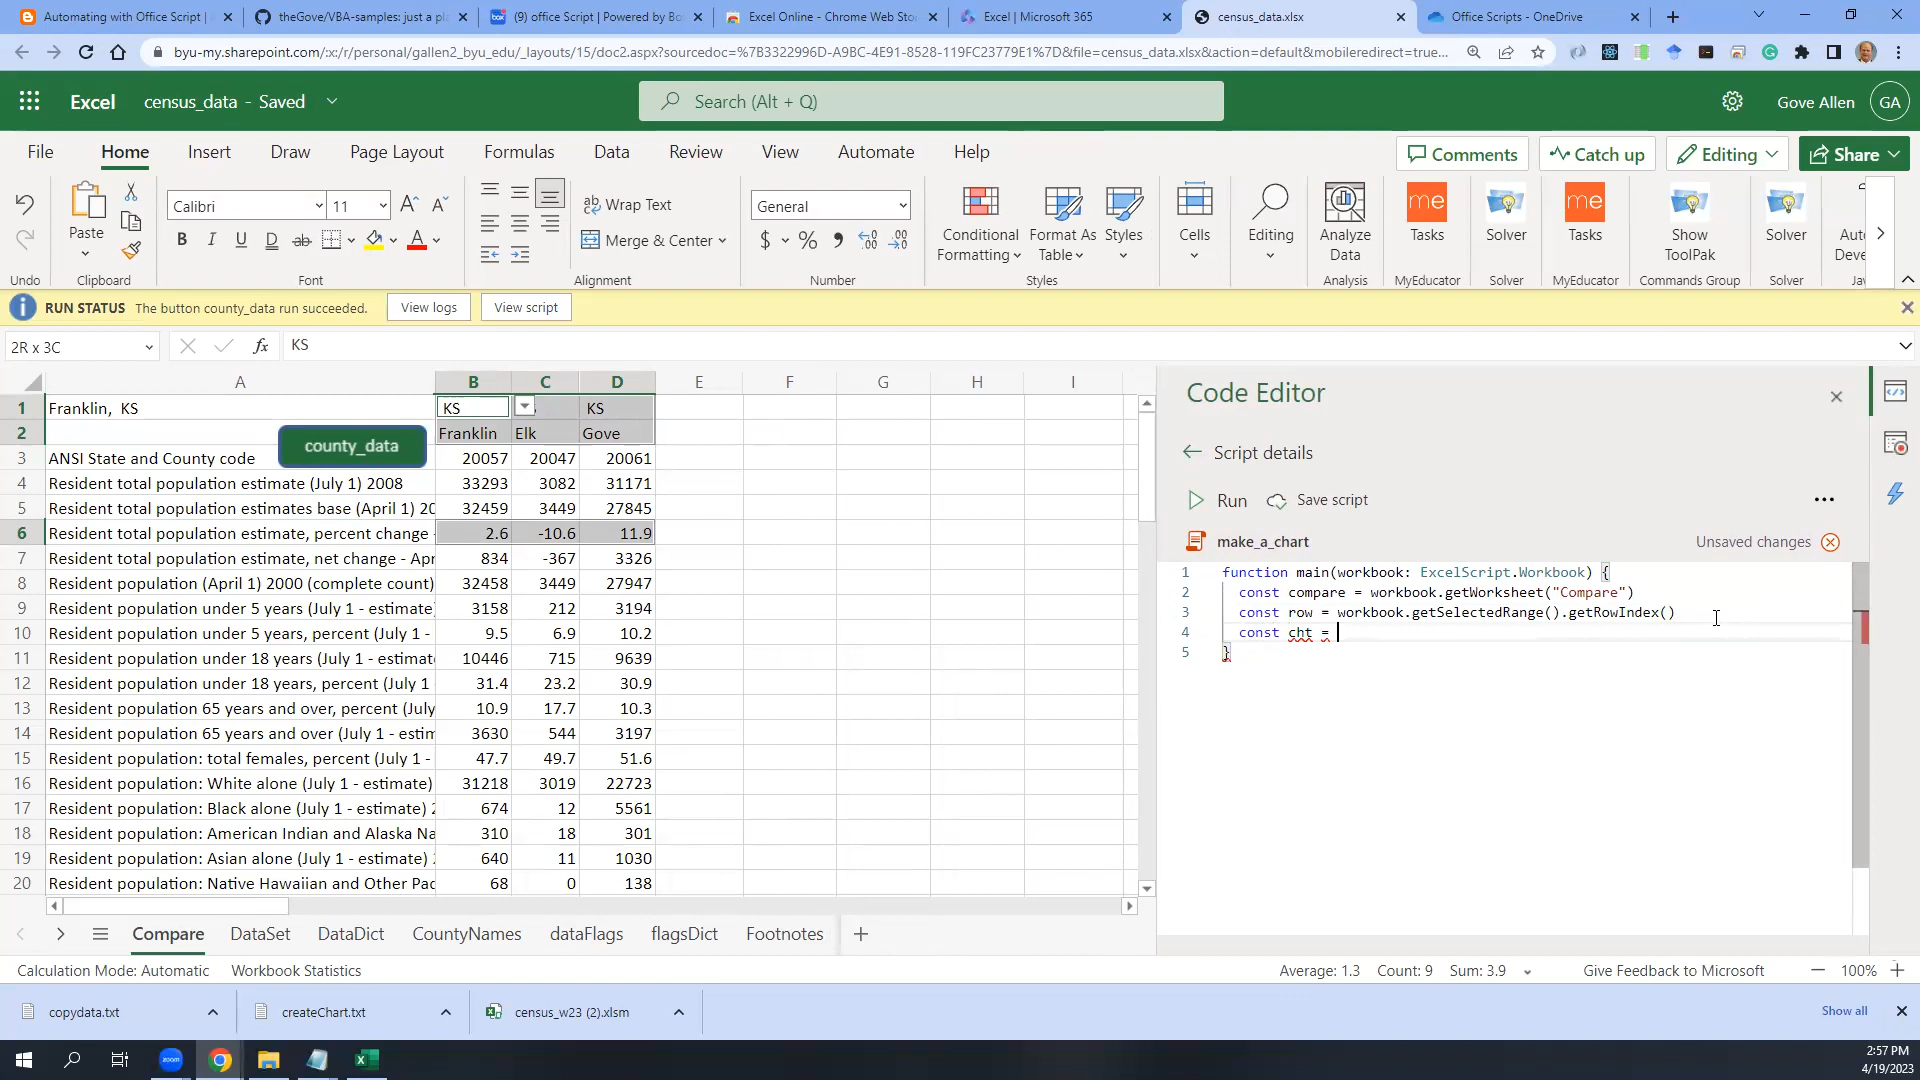 Automating with Office Script |
theGove/VBA-samples: just a pl
(9) office Script | Powered by Bo
Excel Online - Chrome Web Sto
Excel | Microsoft 365
census_data.xlsx
Office Scripts - OneDrive
byu-my.sharepoint.com/:x:/r/personal/gallen2_byu_edu/_layouts/15/doc2.aspx?sourcedoc=%7B3322996D-A9BC-4E91-8528-119FC23779E1%7D&file=census_data.xlsx&action=default&mobileredirect=true...
Excel census_data - Saved
Search (Alt + Q)
Gove Allen GA
File Home Insert Draw Page Layout Formulas Data Review View Automate Help
Comments Catch up Editing Share
Paste
Calibri 11
Wrap Text
Merge & Center
General
Conditional Formatting
Format As Table
Styles
Cells
Editing
Analyze Data
Tasks
Solver
Tasks
Show ToolPak
Solver
Undo Clipboard Font Alignment Number Styles Analysis MyEducator Solver MyEducator Commands Group Solver
RUN STATUS The button county_data run succeeded. View logs View script
2R x 3C fx KS
A B C D E F G H I
1 Franklin, KS KS KS
2 Franklin Elk Gove
county_data
3 ANSI State and County code 20057 20047 20061
4 Resident total population estimate (July 1) 2008 33293 3082 31171
5 Resident total population estimates base (April 1) 20 32459 3449 27845
6 Resident total population estimate, percent change - 2.6 -10.6 11.9
7 Resident total population estimate, net change - Apr 834 -367 3326
8 Resident population (April 1) 2000 (complete count) 32458 3449 27947
9 Resident population under 5 years (July 1 - estimate) 3158 212 3194
10 Resident population under 5 years, percent (July 1 - 9.5 6.9 10.2
11 Resident population under 18 years (July 1 - estimat 10446 715 9639
12 Resident population under 18 years, percent (July 1 31.4 23.2 30.9
13 Resident population 65 years and over, percent (July 10.9 17.7 10.3
14 Resident population 65 years and over (July 1 - estim 3630 544 3197
15 Resident population: total females, percent (July 1 - 47.7 49.7 51.6
16 Resident population: White alone (July 1 - estimate) 31218 3019 22723
17 Resident population: Black alone (July 1 - estimate) 2 674 12 5561
18 Resident population: American Indian and Alaska Na 310 18 301
19 Resident population: Asian alone (July 1 - estimate) 2 640 11 1030
20 Resident population: Native Hawaiian and Other Pac 68 0 138
Code Editor
Script details
Run Save script
make_a_chart Unsaved changes
1 function main(workbook: ExcelScript.Workbook) {
2 const compare = workbook.getWorksheet("Compare")
3 const row = workbook.getSelectedRange().getRowIndex()
4 const cht =
5 }
Compare DataSet DataDict CountyNames dataFlags flagsDict Footnotes
Calculation Mode: Automatic Workbook Statistics Average: 1.3 Count: 9 Sum: 3.9 Give Feedback to Microsoft 100%
copydata.txt createChart.txt census_w23 (2).xlsm Show all
zoom
2:57 PM
4/19/2023